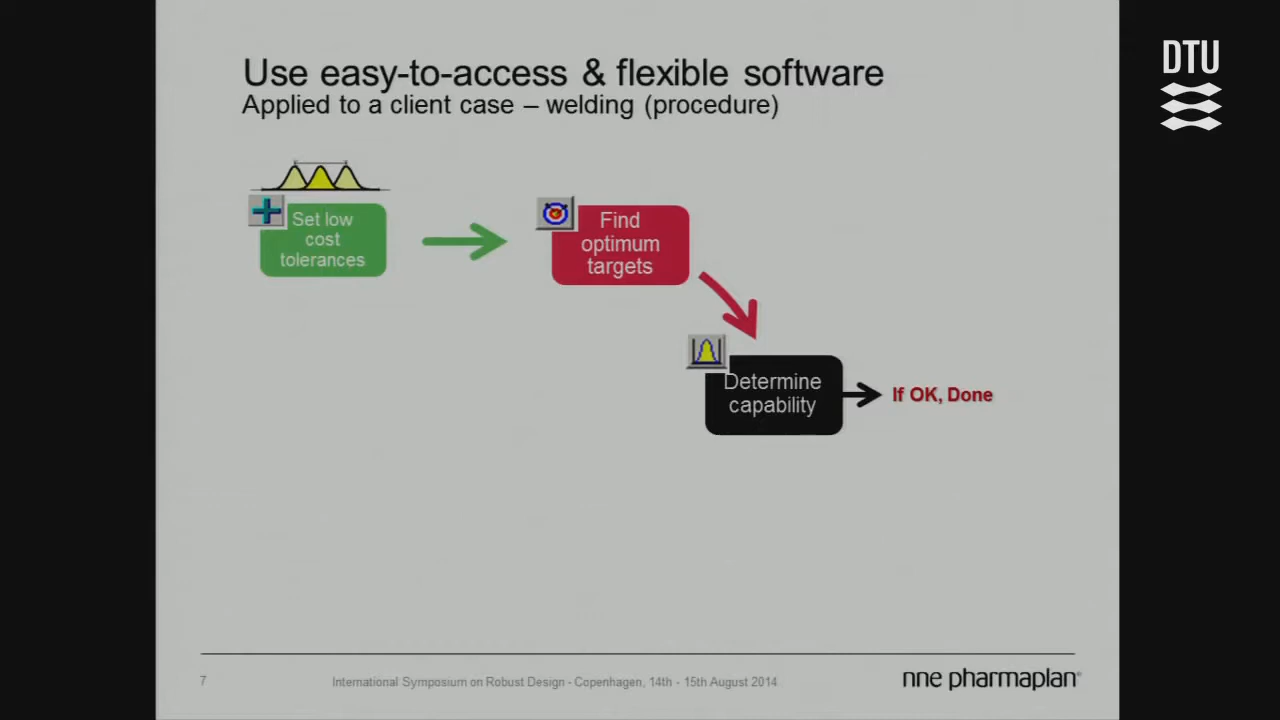 Use easy-to-access & flexible software
Applied to a client case – welding (procedure)
Set low
cost
tolerances
Find
optimum
targets
Determine
capability
If OK, Done
7
International Symposium on Robust Design - Copenhagen, 14th - 15th August 2014
nne pharmaplan®
DTU